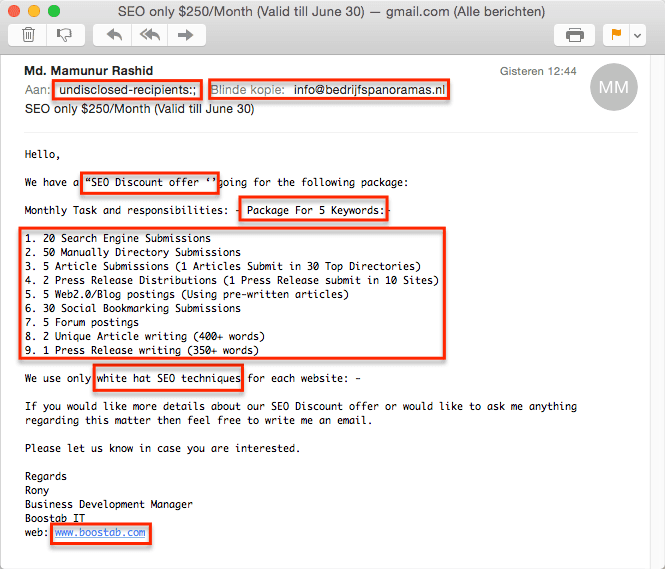 SEO only $250/Month (Valid till June 30) — gmail.com (Alle berichten)
Md. Mamunur Rashid
Gisteren 12:44
MM
Aan: undisclosed-recipients:; Blinde kopie: info@bedrijfspanoramas.nl
SEO only $250/Month (Valid till June 30)
Hello,
We have a “SEO Discount offer ‘’going for the following package:
Monthly Task and responsibilities: - Package For 5 Keywords:-
1. 20 Search Engine Submissions
2. 50 Manually Directory Submissions
3. 5 Article Submissions (1 Articles Submit in 30 Top Directories)
4. 2 Press Release Distributions (1 Press Release submit in 10 Sites)
5. 5 Web2.0/Blog postings (Using pre-written articles)
6. 30 Social Bookmarking Submissions
7. 5 Forum postings
8. 2 Unique Article writing (400+ words)
9. 1 Press Release writing (350+ words)
We use only white hat SEO techniques for each website: -
If you would like more details about our SEO Discount offer or would like to ask me anything
regarding this matter then feel free to write me an email.
Please let us know in case you are interested.
Regards
Rony
Business Development Manager
Boostab IT
web: www.boostab.com